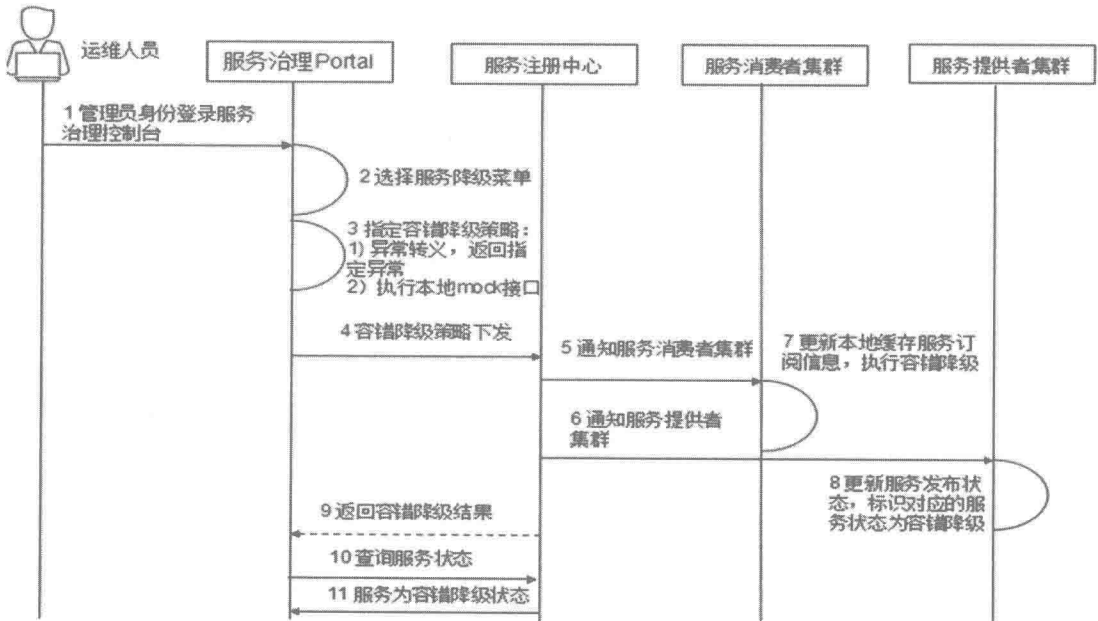 运维人员
服务治理Portal
服务注册中心
服务消费者集群
服务提供者集群
1 管理员身份登录服务
治理控制台
2 选择服务降级菜单
3 指定容错降级策略：
1) 异常转义，返回指
定异常
2）执行本地mock接口
4 容错降级策略下发
5 通知服务消费者集群
7 更新本地缓存服务订
阅信息，执行容错降级
6 通知服务提供者
集群
8 更新服务发布状
态，标识对应的服
务状态为容错降级
9 返回容错降级结果
10 查询服务状态
11 服务为容错降级状态